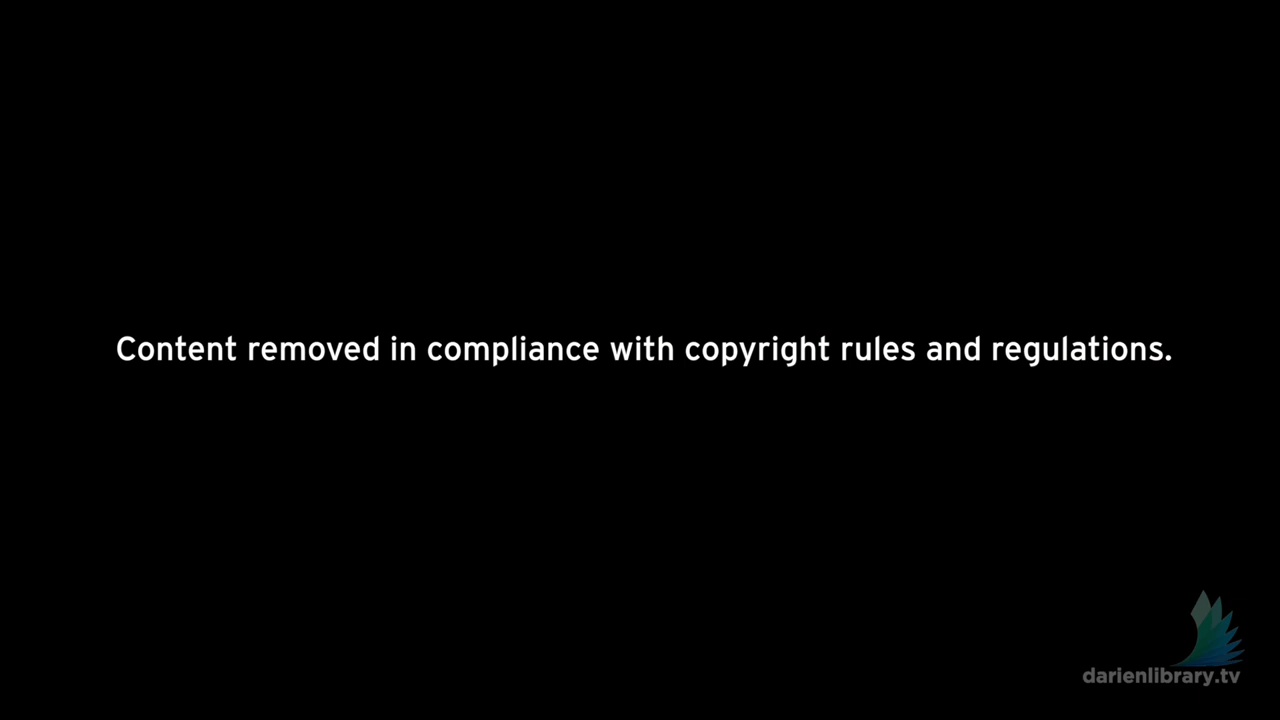 Content removed in compliance with copyright rules and regulations.
darienlibrary.tv